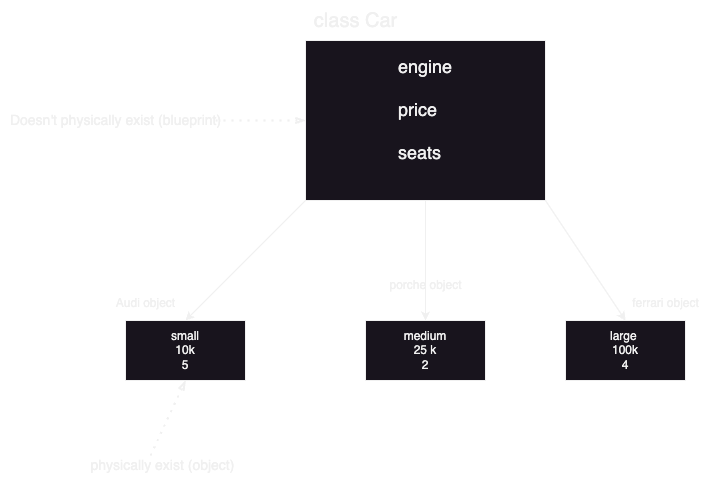 class Car
engine
price
seats
Doesn't physically exist (blueprint)
Audi object
porche object
ferrari object
small
10k
5
medium
25 k
2
large
100k
4
physically exist (object)